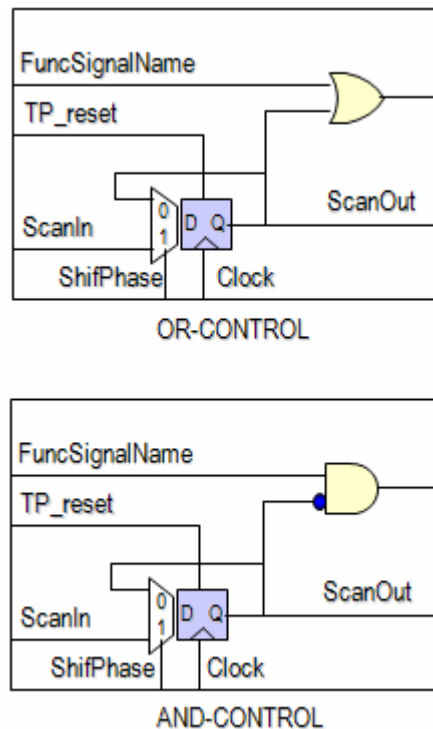 FuncSignalName
TP_reset
0
D Q
ScanOut
ScanIn
1
ShifPhase
Clock
OR-CONTROL
FuncSignalName
TP_reset
0
D Q
ScanOut
ScanIn
1
ShifPhase
Clock
AND-CONTROL